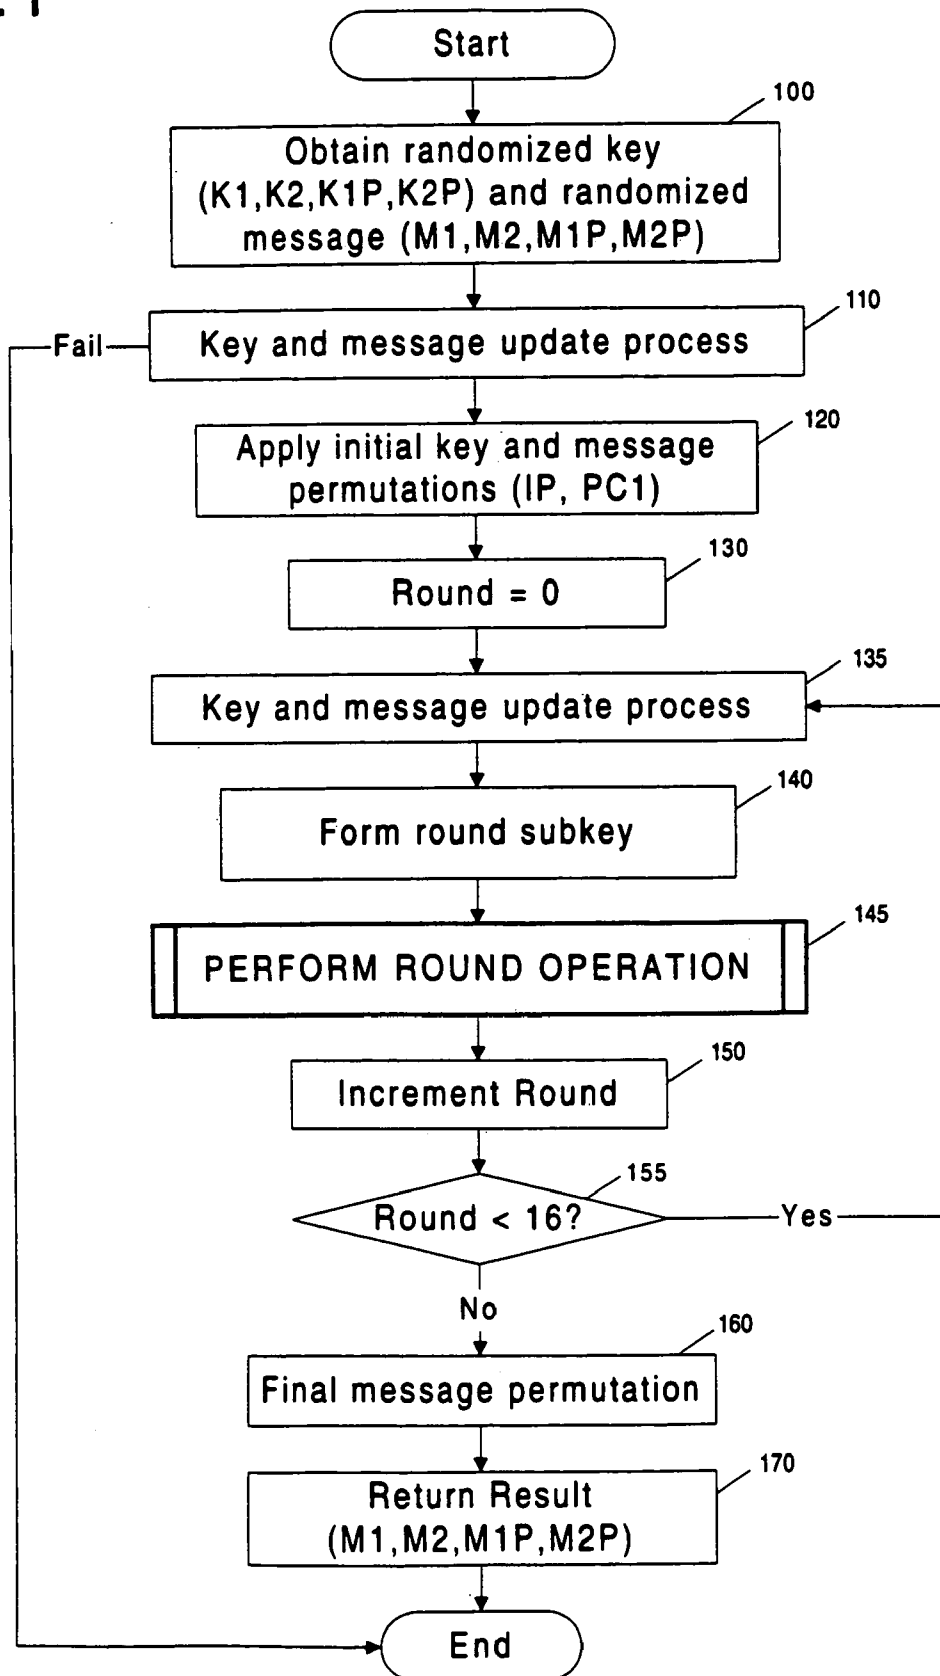 Start
100
Obtain randomized key
(K1,K2,K1P,K2P) and randomized
message (M1,M2,M1P,M2P)
110
Fail
Key and message update process
120
Apply initial key and message
permutations (IP, PC1)
130
Round = 0
135
Key and message update process
140
Form round subkey
145
PERFORM ROUND OPERATION
150
Increment Round
155
Round < 16?
Yes
No
160
Final message permutation
170
Return Result
(M1,M2,M1P,M2P)
End